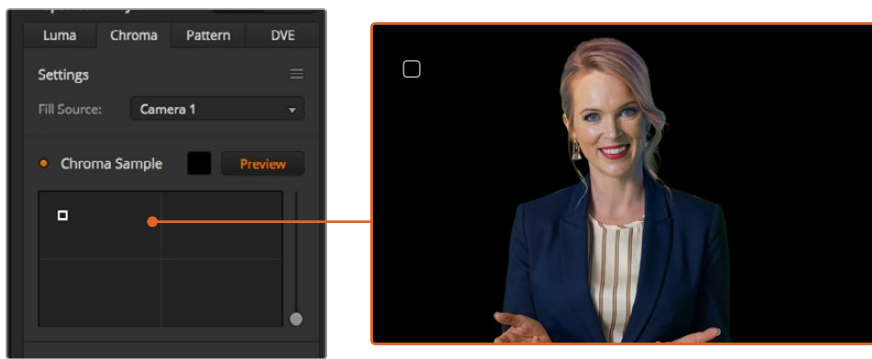 Luma Chroma Pattern DVE
Settings
Fill Source: Camera 1
Chroma Sample Preview